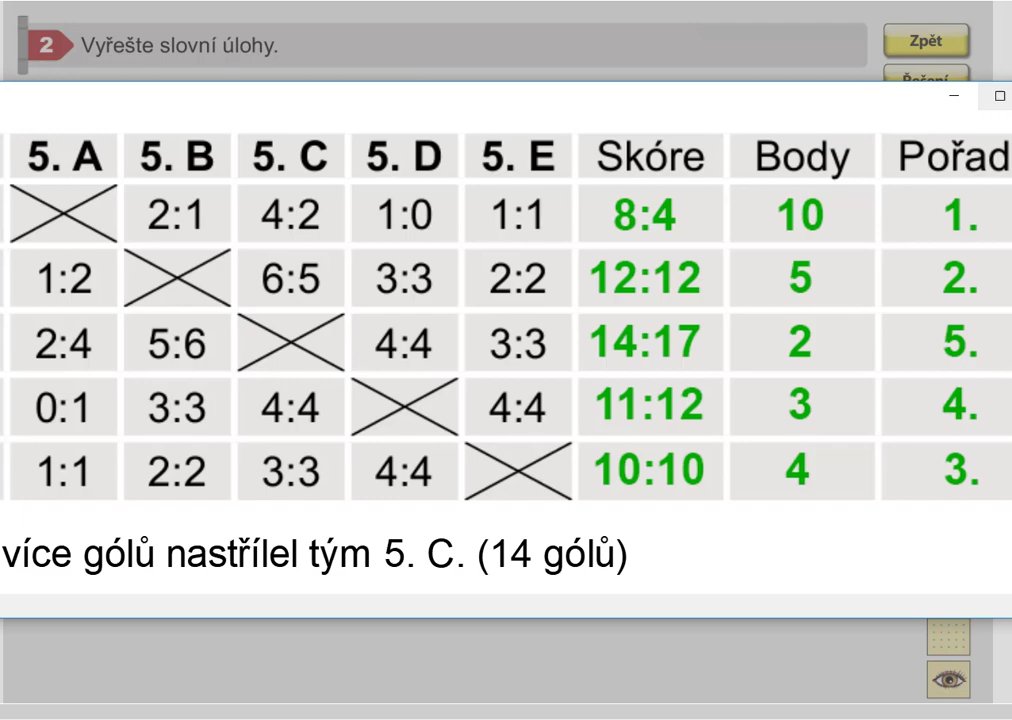 2 Vyřešte slovní úlohy.
Zpět
Řešení
5. A 5. B 5. C 5. D 5. E Skóre Body Pořad
2:1 4:2 1:0 1:1 8:4 10 1.
1:2 6:5 3:3 2:2 12:12 5 2.
2:4 5:6 4:4 3:3 14:17 2 5.
0:1 3:3 4:4 4:4 11:12 3 4.
1:1 2:2 3:3 4:4 10:10 4 3.
více gólů nastřílel tým 5. C. (14 gólů)